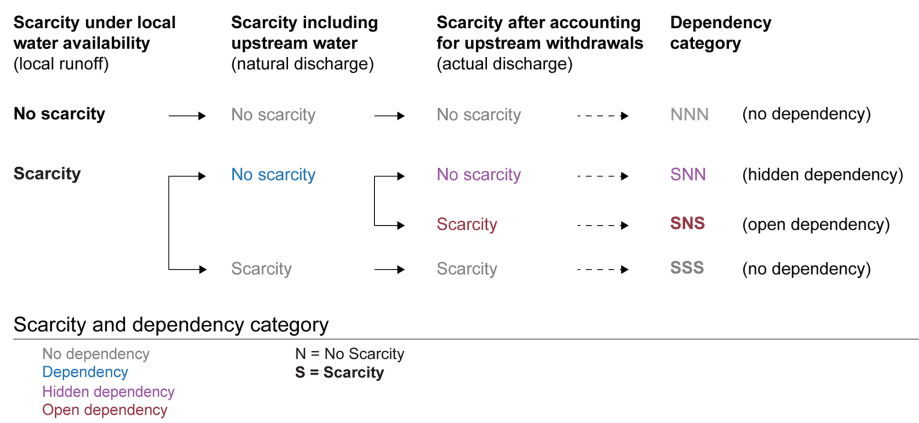 Scarcity under local water availability (local runoff)
Scarcity including upstream water (natural discharge)
Scarcity after accounting for upstream withdrawals (actual discharge)
Dependency category
No scarcity No scarcity No scarcity NNN (no dependency)
Scarcity No scarcity No scarcity SNN (hidden dependency)
Scarcity SNS (open dependency)
Scarcity Scarcity SSS (no dependency)
Scarcity and dependency category
No dependency N = No Scarcity
Dependency S = Scarcity
Hidden dependency
Open dependency